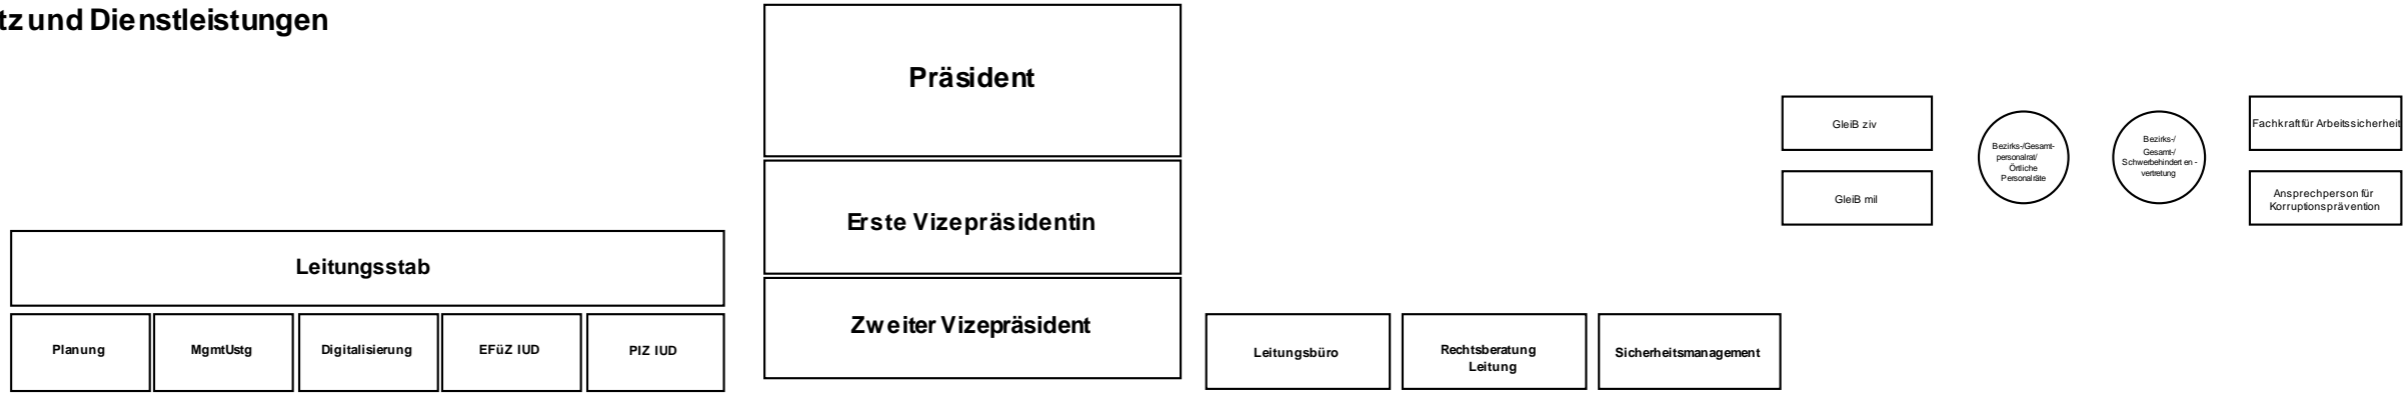 tz und Dienstleistungen
Präsident
Erste Vizepräsidentin
Zweiter Vizepräsident
Leitungsstab
Planung
MgmtUstg
Digitalisierung
EFüZ IUD
PIZ IUD
Leitungsbüro
Rechtsberatung
Leitung
Sicherheitsmanagement
GleiB ziv
GleiB mil
Bezirks-/Gesamt-
personalrat/
Örtliche
Personalräte
Bezirks-/
Gesamt-/
Schwerbehinderten-
vertretung
Fachkraft für Arbeitssicherheit
Ansprechperson für
Korruptionsprävention